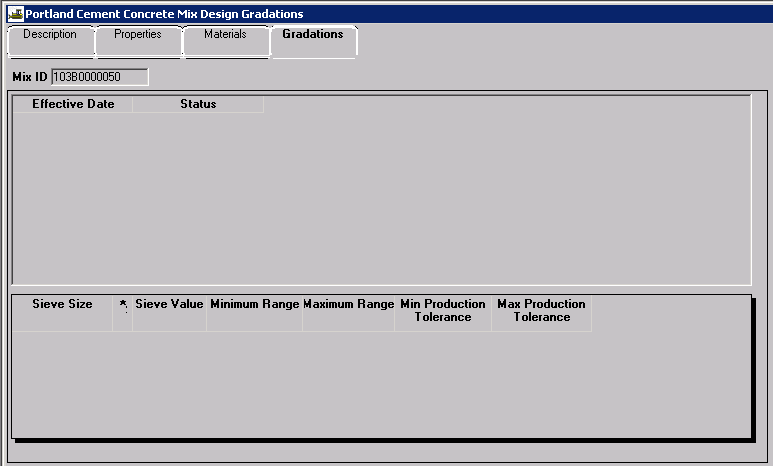 Portland Cement Concrete Mix Design Gradations
Description Properties Materials Gradations
Mix ID 103B0000050
Effective Date Status
Sieve Size *. Sieve Value Minimum Range Maximum Range Min Production Max Production
Tolerance Tolerance